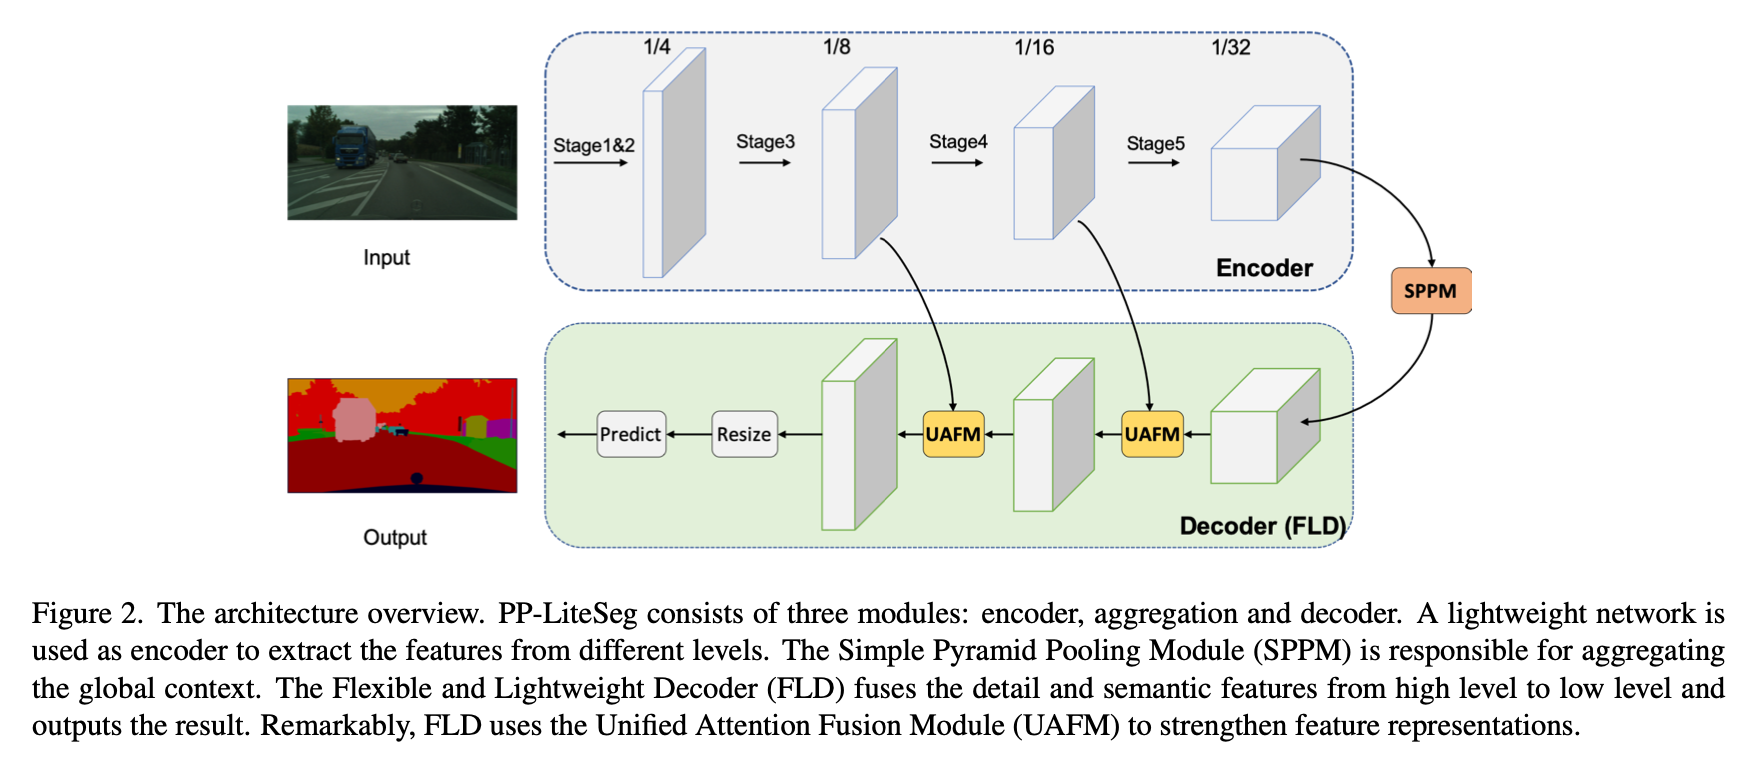 1/4
1/8
1/16
1/32
Stage1&2
Stage3
Stage4
Stage5
Input
Encoder
SPPM
Predict
Resize
UAFM
UAFM
Decoder (FLD)
Output
Figure 2. The architecture overview. PP-LiteSeg consists of three modules: encoder, aggregation and decoder. A lightweight network is
used as encoder to extract the features from different levels. The Simple Pyramid Pooling Module (SPPM) is responsible for aggregating
the global context. The Flexible and Lightweight Decoder (FLD) fuses the detail and semantic features from high level to low level and
outputs the result. Remarkably, FLD uses the Unified Attention Fusion Module (UAFM) to strengthen feature representations.